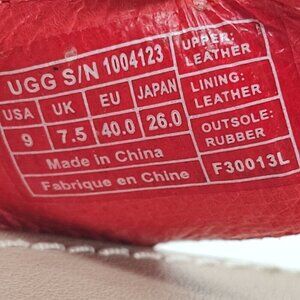 UGG S/N 1004123
USA UK EU JAPAN
9 7.5 40.0 26.0
Made in China
Fabrique en Chine
UPPER:
LEATHER
LINING:
LEATHER
OUTSOLE:
RUBBER
F30013L